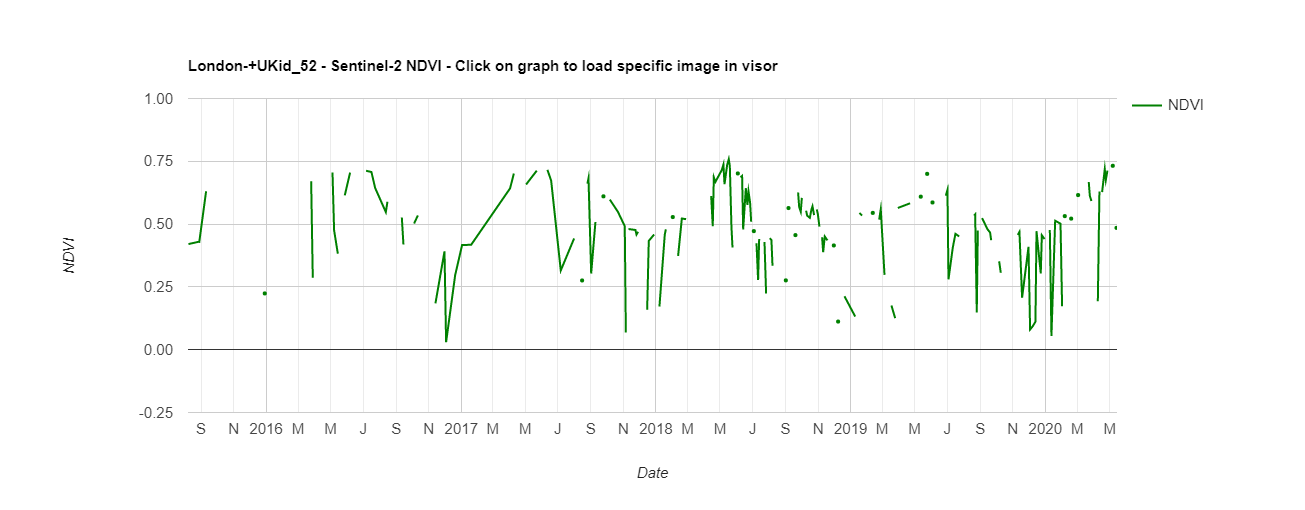 London-+UKid_52 - Sentinel-2 NDVI - Click on graph to load specific image in visor
1.00
NDVI
0.75
0.50
NDVI
0.25
0.00
-0.25
S N 2016 M M J S N 2017 M M J S N 2018 M M J S N 2019 M M J S N 2020 M M
Date